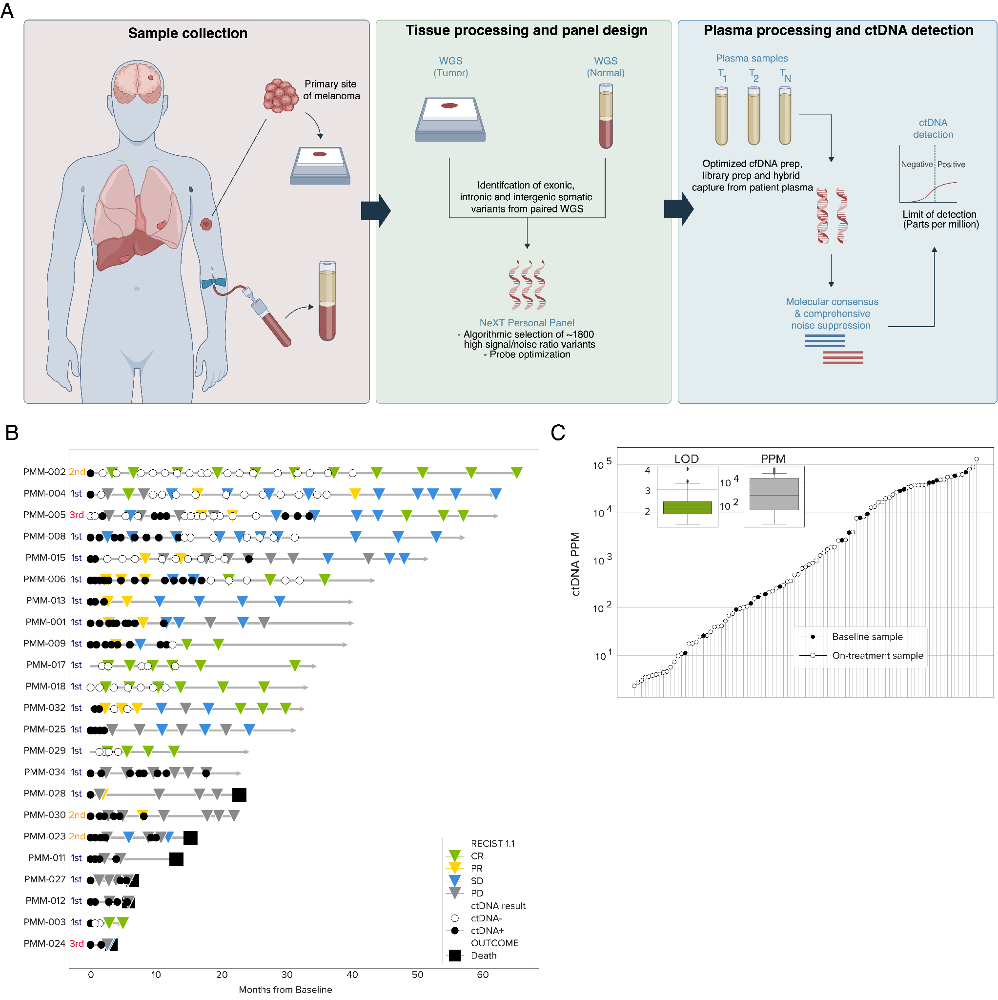 A
Sample collection
Primary site
of melanoma
Tissue processing and panel design
WGS
(Tumor)
WGS
(Normal)
Identifcation of exonic,
intronic and intergenic somatic
variants from paired WGS
NeXT Personal Panel
- Algorithmic selection of ~1800
high signal/noise ratio variants
- Probe optimization
Plasma processing and ctDNA detection
Plasma samples
T1 T2 TN
Optimized cfDNA prep,
library prep and hybrid
capture from patient plasma
Molecular consensus
& comprehensive
noise suppression
ctDNA
detection
Negative Positive
Limit of detection
(Parts per million)
B
PMM-002 2nd
PMM-004 1st
PMM-005 3rd
PMM-008 1st
PMM-015 1st
PMM-006 1st
PMM-013 1st
PMM-001 1st
PMM-009 1st
PMM-017 1st
PMM-018 1st
PMM-032 1st
PMM-025 1st
PMM-029 1st
PMM-034 1st
PMM-028 1st
PMM-030 2nd
PMM-023 2nd
PMM-011 1st
PMM-027 1st
PMM-012 1st
PMM-003 1st
PMM-024 3rd
RECIST 1.1
CR
PR
SD
PD
ctDNA result
ctDNA-
ctDNA+
OUTCOME
Death
0 10 20 30 40 50 60
Months from Baseline
C
ctDNA PPM
10 5
10 4
10 3
10 2
10 1
LOD
4
3
2
PPM
10 4
10 2
Baseline sample
On-treatment sample